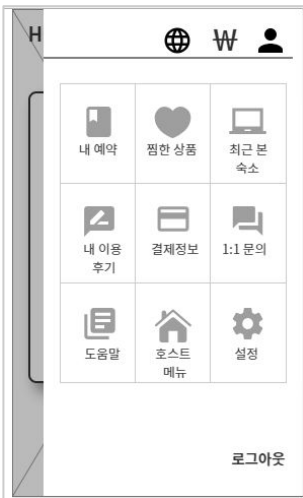 H
₩
내 예약
찜한 상품
최근 본
숙소
내 이용
후기
결제정보
1:1 문의
도움말
호스트
메뉴
설정
로그아웃